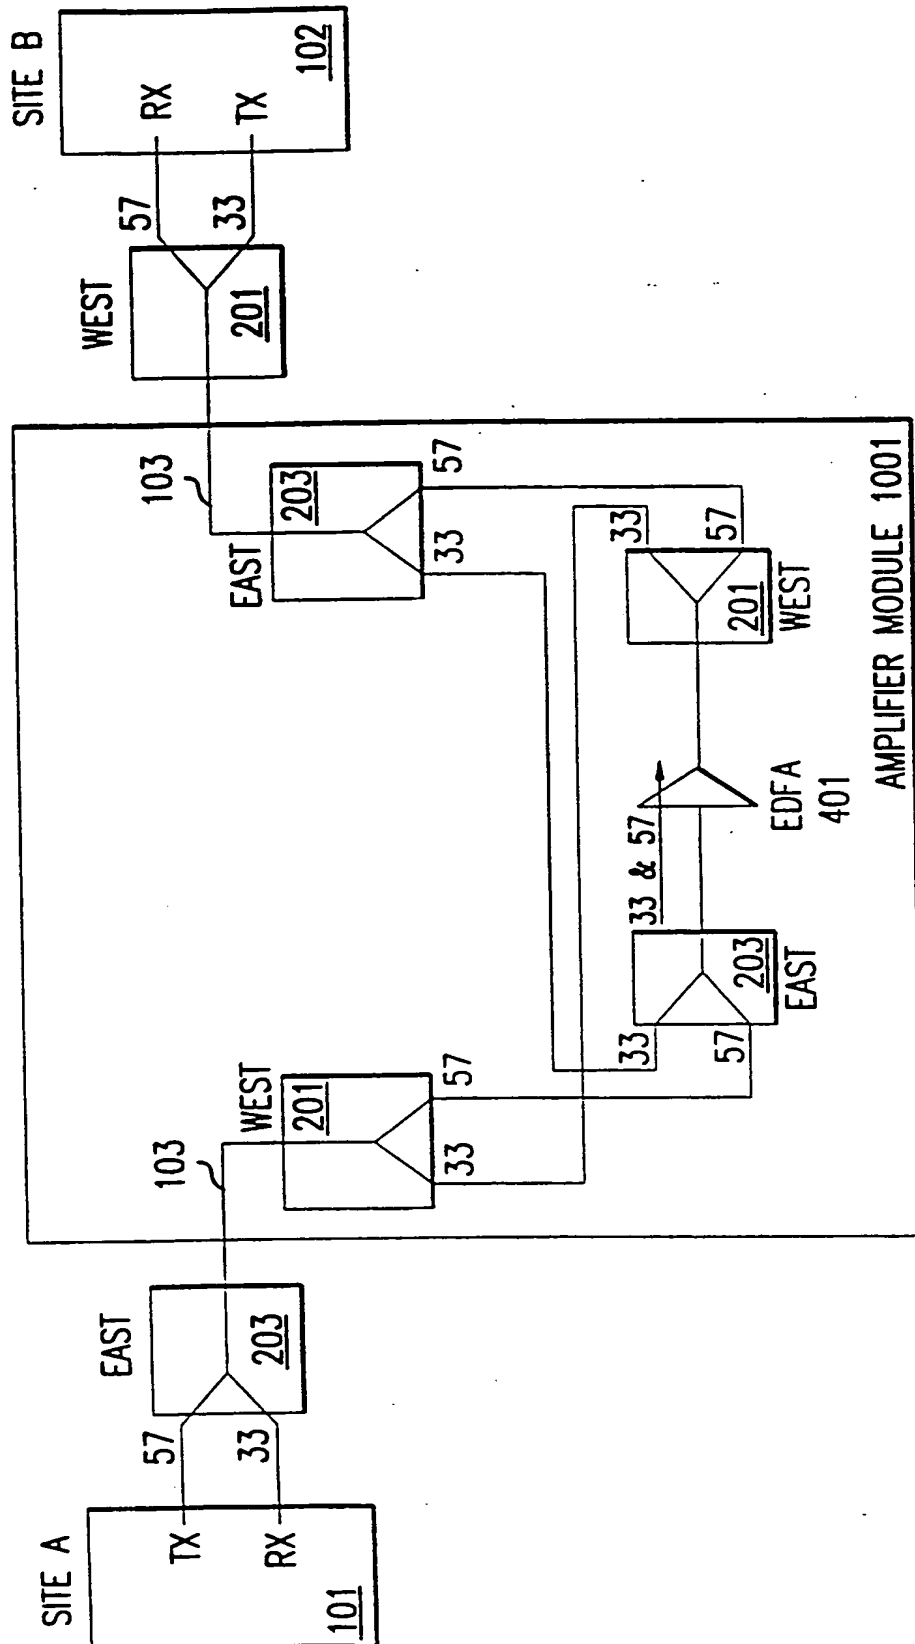 SITE A
TX
RX
101
57
33
EAST
203
103
WEST
201
33
57
33
57
203
EAST
33 & 57
EDFA
401
33
57
201
WEST
EAST
203
33
57
103
AMPLIFIER MODULE 1001
WEST
201
57
33
SITE B
RX
TX
102